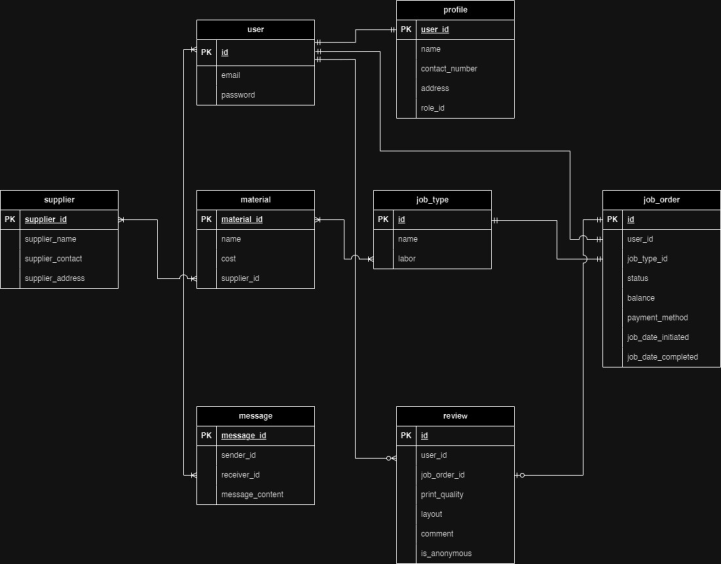 profile
PK user_id
name
contact_number
address
role_id
user
PK id
email
password
supplier
PK supplier_id
supplier_name
supplier_contact
supplier_address
material
PK material_id
name
cost
supplier_id
job_type
PK id
name
labor
job_order
PK id
user_id
job_type_id
status
balance
payment_method
job_date_initiated
job_date_completed
message
PK message_id
sender_id
receiver_id
message_content
review
PK id
user_id
job_order_id
print_quality
layout
comment
is_anonymous